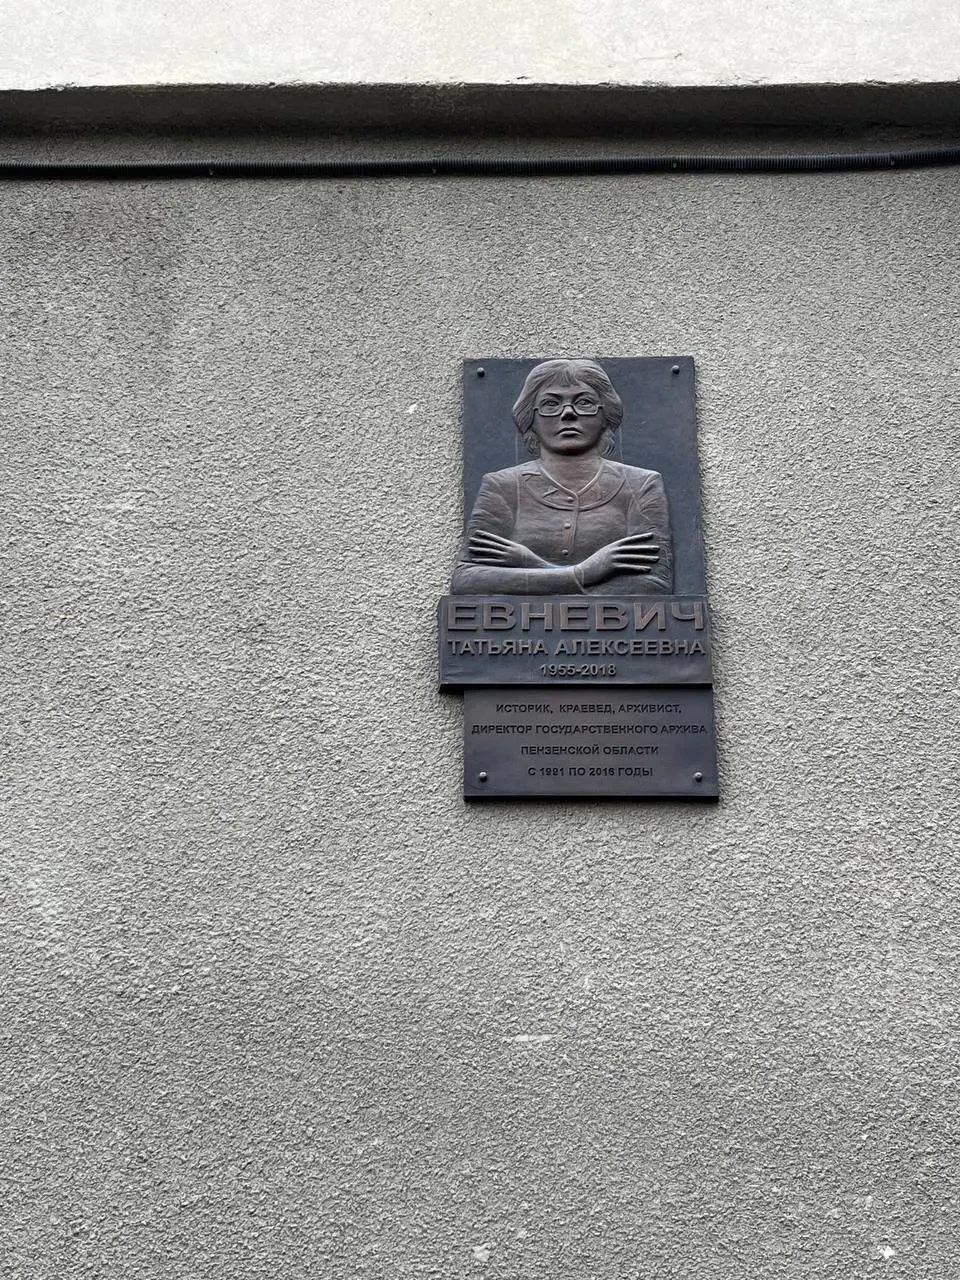 ЕВНЕВИЧ
ТАТЬЯНА АЛЕКСЕЕВНА
1955-2018
ИСТОРИК, КРАЕВЕД, АРХИВИСТ,
ДИРЕКТОР ГОСУДАРСТВЕННОГО АРХИВА
ПЕНЗЕНСКОЙ ОБЛАСТИ
С 1991 ПО 2016 ГОДЫ